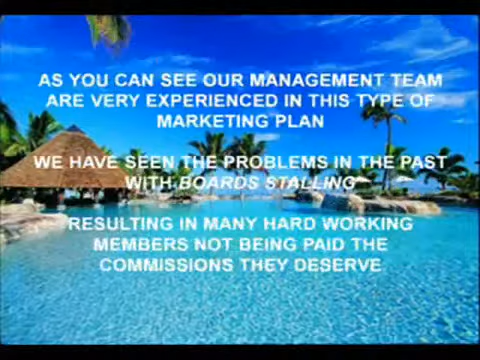 AS YOU CAN SEE OUR MANAGEMENT TEAM
ARE VERY EXPERIENCED IN THIS TYPE OF
MARKETING PLAN
WE HAVE SEEN THE PROBLEMS IN THE PAST
WITH BOARDS STALLING
RESULTING IN MANY HARD WORKING
MEMBERS NOT BEING PAID THE
COMMISSIONS THEY DESERVE